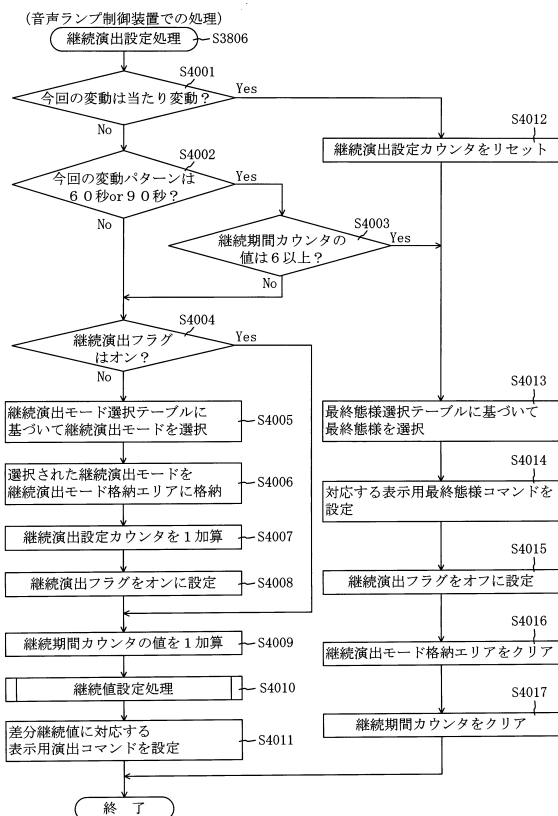 （音声ランプ制御装置での処理）
継続演出設定処理
S3806
S4001
今回の変動は当たり変動？
Yes
No
S4002
今回の変動パターンは
６０秒or９０秒？
Yes
No
S4003
継続期間カウンタの
値は６以上？
Yes
No
S4004
継続演出フラグ
はオン？
Yes
No
継続演出モード選択テーブルに
基づいて継続演出モードを選択
S4005
選択された継続演出モードを
継続演出モード格納エリアに格納
S4006
継続演出設定カウンタを１加算
S4007
継続演出フラグをオンに設定
S4008
継続期間カウンタの値を１加算
S4009
継続値設定処理
S4010
差分継続値に対応する
表示用演出コマンドを設定
S4011
S4012
継続演出設定カウンタをリセット
S4013
最終態様選択テーブルに基づいて
最終態様を選択
S4014
対応する表示用最終態様コマンドを
設定
S4015
継続演出フラグをオフに設定
S4016
継続演出モード格納エリアをクリア
S4017
継続期間カウンタをクリア
終 了